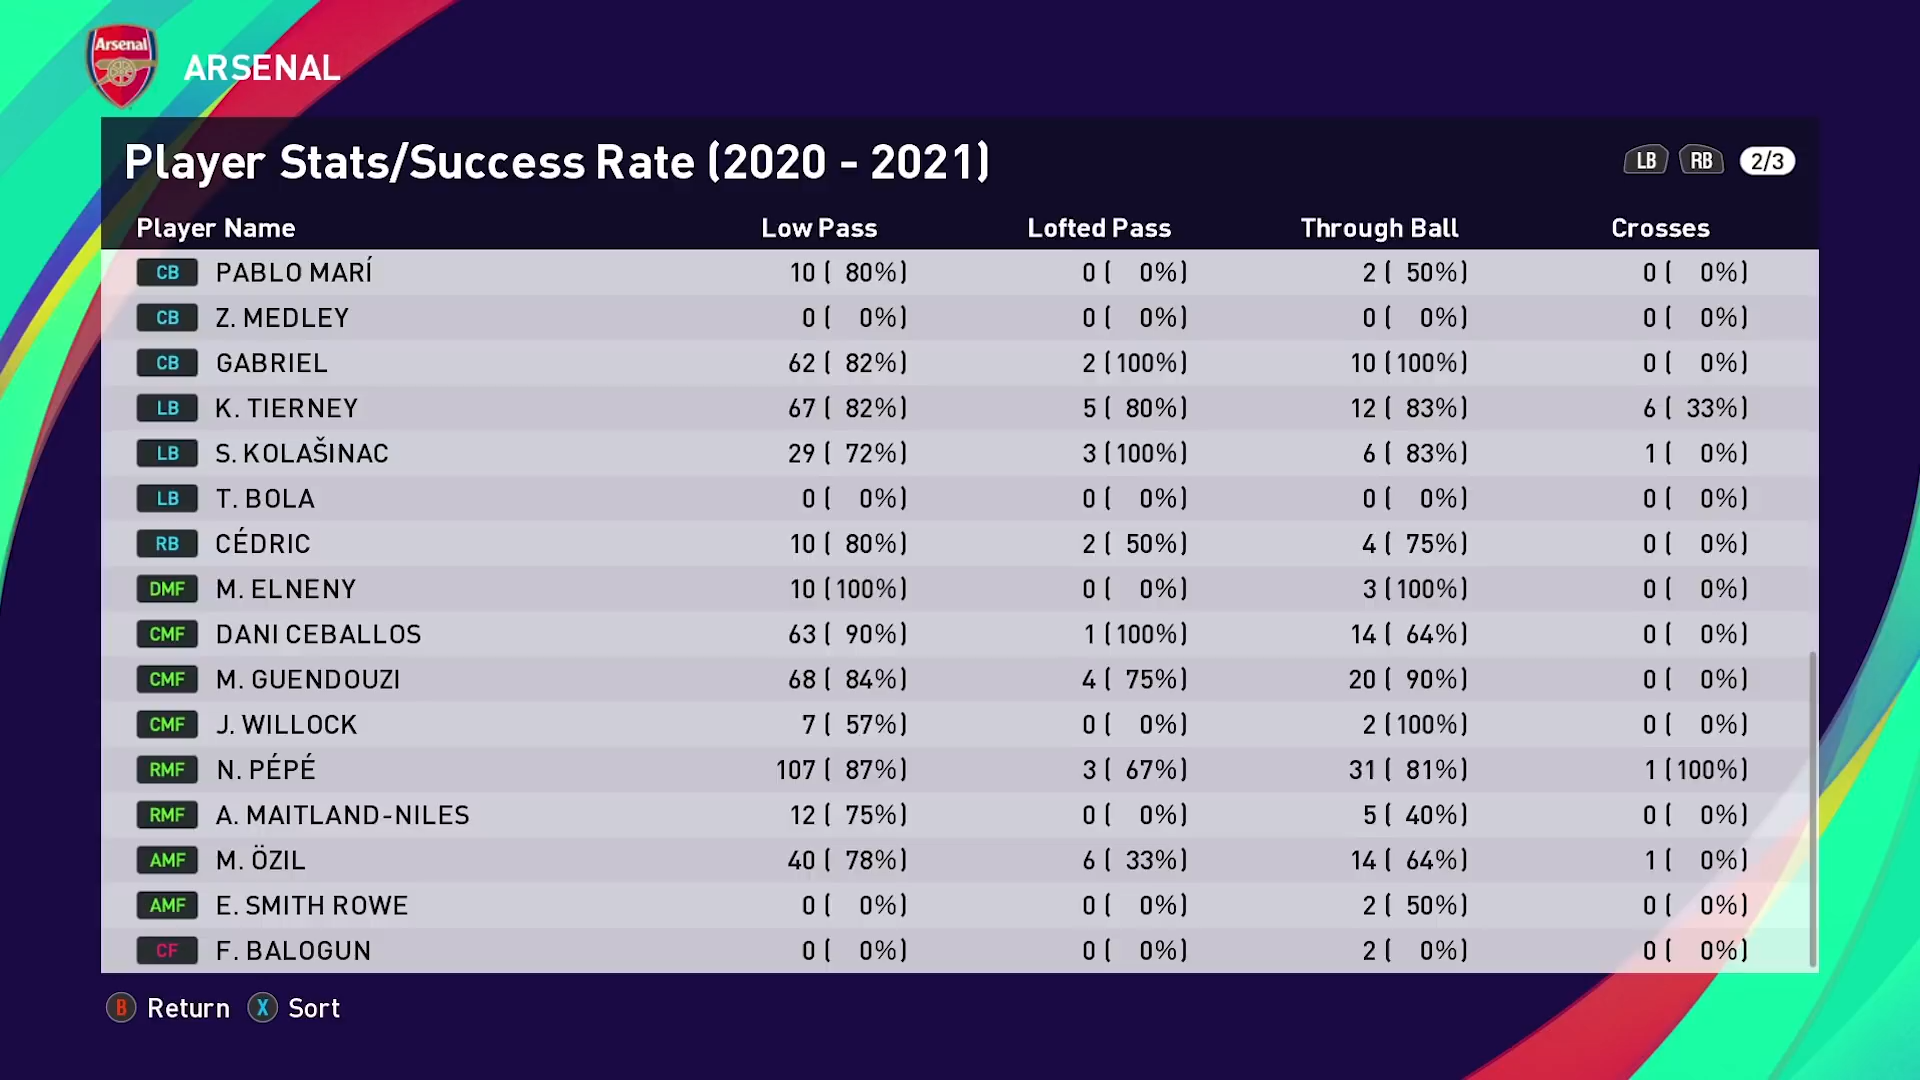 Arsenal
ARSENAL
Player Stats/Success Rate (2020 - 2021)
LB RB 2/3
Player Name Low Pass Lofted Pass Through Ball Crosses
CB PABLO MARÍ 10 ( 80%) 0 ( 0%) 2 ( 50%) 0 ( 0%)
CB Z. MEDLEY 0 ( 0%) 0 ( 0%) 0 ( 0%) 0 ( 0%)
CB GABRIEL 62 ( 82%) 2 (100%) 10 (100%) 0 ( 0%)
LB K. TIERNEY 67 ( 82%) 5 ( 80%) 12 ( 83%) 6 ( 33%)
LB S. KOLAŠINAC 29 ( 72%) 3 (100%) 6 ( 83%) 1 ( 0%)
LB T. BOLA 0 ( 0%) 0 ( 0%) 0 ( 0%) 0 ( 0%)
RB CÉDRIC 10 ( 80%) 2 ( 50%) 4 ( 75%) 0 ( 0%)
DMF M. ELNENY 10 (100%) 0 ( 0%) 3 (100%) 0 ( 0%)
CMF DANI CEBALLOS 63 ( 90%) 1 (100%) 14 ( 64%) 0 ( 0%)
CMF M. GUENDOUZI 68 ( 84%) 4 ( 75%) 20 ( 90%) 0 ( 0%)
CMF J. WILLOCK 7 ( 57%) 0 ( 0%) 2 (100%) 0 ( 0%)
RMF N. PÉPÉ 107 ( 87%) 3 ( 67%) 31 ( 81%) 1 (100%)
RMF A. MAITLAND-NILES 12 ( 75%) 0 ( 0%) 5 ( 40%) 0 ( 0%)
AMF M. ÖZIL 40 ( 78%) 6 ( 33%) 14 ( 64%) 1 ( 0%)
AMF E. SMITH ROWE 0 ( 0%) 0 ( 0%) 2 ( 50%) 0 ( 0%)
CF F. BALOGUN 0 ( 0%) 0 ( 0%) 2 ( 0%) 0 ( 0%)
B Return X Sort